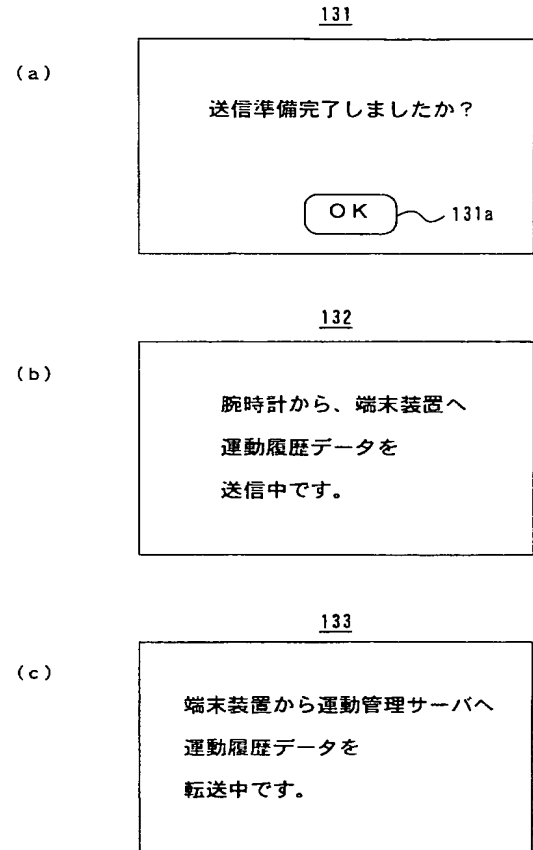 131
(a)
送信準備完了しましたか？
OK
131a
132
(b)
腕時計から、端末装置へ
運動履歴データを
送信中です。
133
(c)
端末装置から運動管理サーバへ
運動履歴データを
転送中です。